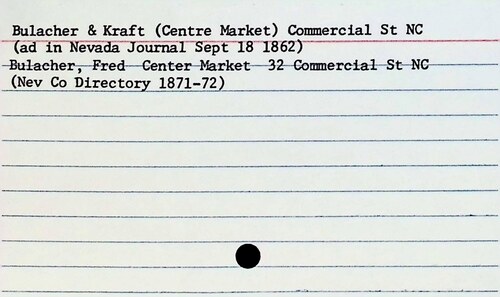 Bulacher & Kraft (Centre Market) Commercial St NC
(ad in Nevada Journal Sept 18 1862)
Bulacher, Fred Center Market 32 Commercial St NC
(Nev Co Directory 1871-72)